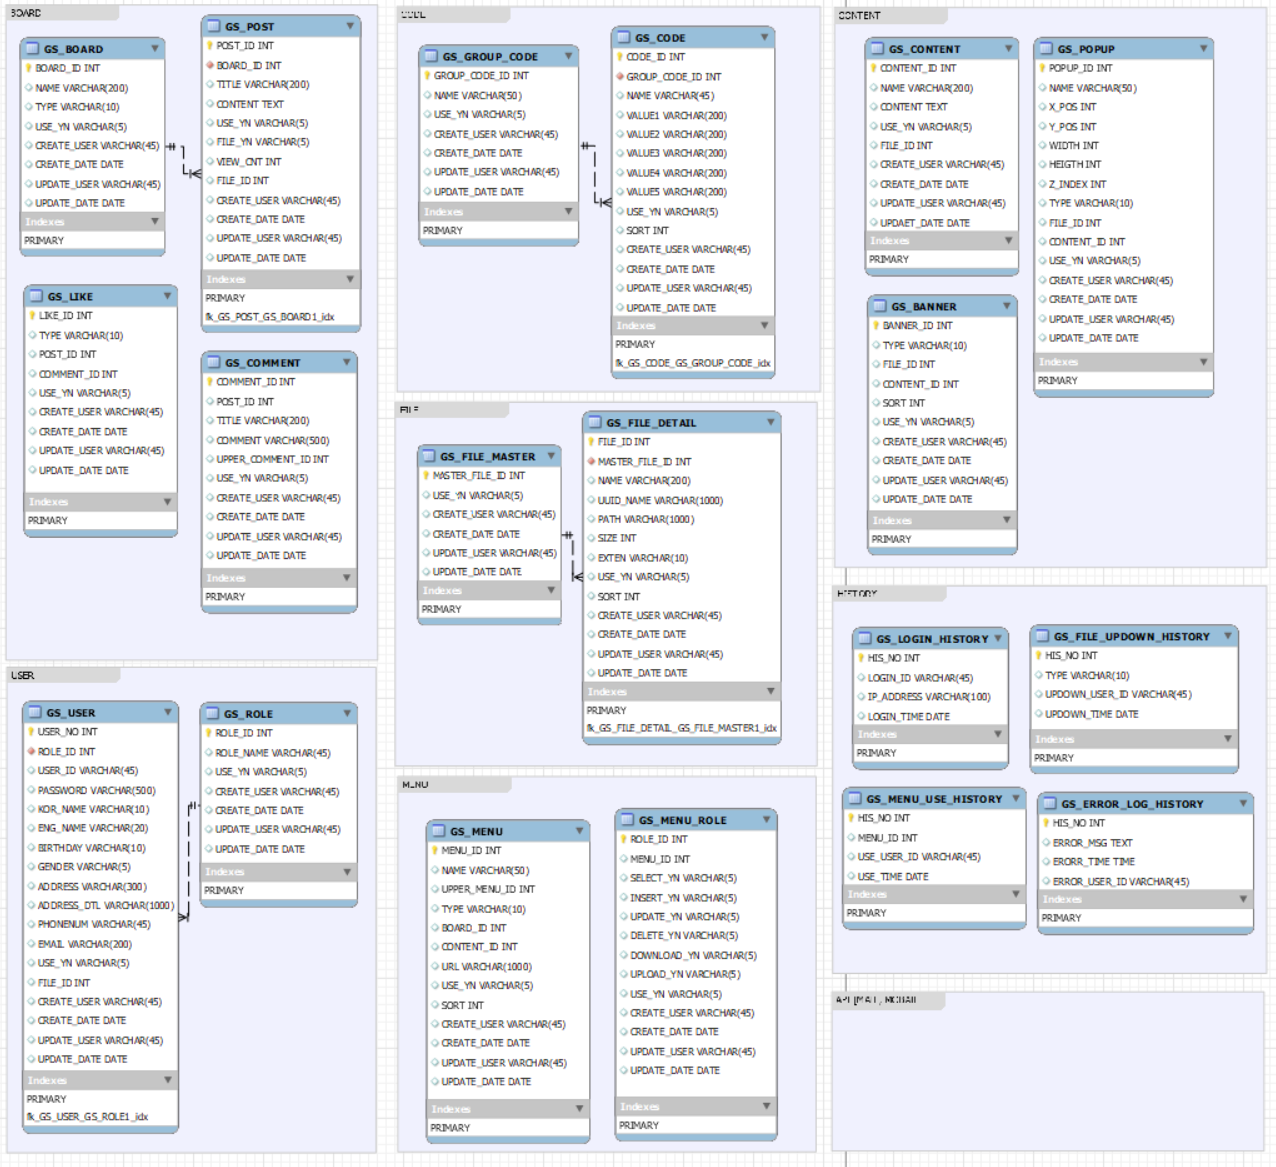 BOARD
GS_BOARD
BOARD_ID INT
NAME VARCHAR(200)
TYPE VARCHAR(10)
USE_YN VARCHAR(5)
CREATE_USER VARCHAR(45)
CREATE_DATE DATE
UPDATE_USER VARCHAR(45)
UPDATE_DATE DATE
Indexes
PRIMARY
GS_POST
POST_ID INT
BOARD_ID INT
TITLE VARCHAR(200)
CONTENT TEXT
USE_YN VARCHAR(5)
FILE_YN VARCHAR(5)
VIEW_CNT INT
FILE_ID INT
CREATE_USER VARCHAR(45)
CREATE_DATE DATE
UPDATE_USER VARCHAR(45)
UPDATE_DATE DATE
Indexes
PRIMARY
fk_GS_POST_GS_BOARD1_idx
GS_LIKE
LIKE_ID INT
TYPE VARCHAR(10)
POST_ID INT
COMMENT_ID INT
USE_YN VARCHAR(5)
CREATE_USER VARCHAR(45)
CREATE_DATE DATE
UPDATE_USER VARCHAR(45)
UPDATE_DATE DATE
Indexes
PRIMARY
GS_COMMENT
COMMENT_ID INT
POST_ID INT
TITLE VARCHAR(200)
COMMENT VARCHAR(500)
UPPER_COMMENT_ID INT
USE_YN VARCHAR(5)
CREATE_USER VARCHAR(45)
CREATE_DATE DATE
UPDATE_USER VARCHAR(45)
UPDATE_DATE DATE
Indexes
PRIMARY
CODE
GS_GROUP_CODE
GROUP_CODE_ID INT
NAME VARCHAR(50)
USE_YN VARCHAR(5)
CREATE_USER VARCHAR(45)
CREATE_DATE DATE
UPDATE_USER VARCHAR(45)
UPDATE_DATE DATE
Indexes
PRIMARY
GS_CODE
CODE_ID INT
GROUP_CODE_ID INT
NAME VARCHAR(45)
VALUE1 VARCHAR(200)
VALUE2 VARCHAR(200)
VALUE3 VARCHAR(200)
VALUE4 VARCHAR(200)
VALUE5 VARCHAR(200)
USE_YN VARCHAR(5)
SORT INT
CREATE_USER VARCHAR(45)
CREATE_DATE DATE
UPDATE_USER VARCHAR(45)
UPDATE_DATE DATE
Indexes
PRIMARY
fk_GS_CODE_GS_GROUP_CODE_idx
CONTENT
GS_CONTENT
CONTENT_ID INT
NAME VARCHAR(200)
CONTENT TEXT
USE_YN VARCHAR(5)
FILE_ID INT
CREATE_USER VARCHAR(45)
CREATE_DATE DATE
UPDATE_USER VARCHAR(45)
UPDAET_DATE DATE
Indexes
PRIMARY
GS_POPUP
POPUP_ID INT
NAME VARCHAR(50)
X_POS INT
Y_POS INT
WIDTH INT
HEIGTH INT
Z_INDEX INT
TYPE VARCHAR(10)
FILE_ID INT
CONTENT_ID INT
USE_YN VARCHAR(5)
CREATE_USER VARCHAR(45)
CREATE_DATE DATE
UPDATE_USER VARCHAR(45)
UPDATE_DATE DATE
Indexes
PRIMARY
GS_BANNER
BANNER_ID INT
TYPE VARCHAR(10)
FILE_ID INT
CONTENT_ID INT
SORT INT
USE_YN VARCHAR(5)
CREATE_USER VARCHAR(45)
CREATE_DATE DATE
UPDATE_USER VARCHAR(45)
UPDATE_DATE DATE
Indexes
PRIMARY
FILE
GS_FILE_MASTER
MASTER_FILE_ID INT
USE_YN VARCHAR(5)
CREATE_USER VARCHAR(45)
CREATE_DATE DATE
UPDATE_USER VARCHAR(45)
UPDATE_DATE DATE
Indexes
PRIMARY
GS_FILE_DETAIL
FILE_ID INT
MASTER_FILE_ID INT
NAME VARCHAR(200)
UUID_NAME VARCHAR(1000)
PATH VARCHAR(1000)
SIZE INT
EXTEN VARCHAR(10)
USE_YN VARCHAR(5)
SORT INT
CREATE_USER VARCHAR(45)
CREATE_DATE DATE
UPDATE_USER VARCHAR(45)
UPDATE_DATE DATE
Indexes
PRIMARY
fk_GS_FILE_DETAIL_GS_FILE_MASTER1_idx
USER
GS_USER
USER_NO INT
ROLE_ID INT
USER_ID VARCHAR(45)
PASSWORD VARCHAR(500)
KOR_NAME VARCHAR(10)
ENG_NAME VARCHAR(20)
BIRTHDAY VARCHAR(10)
GENDER VARCHAR(5)
ADDRESS VARCHAR(300)
ADDRESS_DTL VARCHAR(1000)
PHONENUM VARCHAR(45)
EMAIL VARCHAR(200)
USE_YN VARCHAR(5)
FILE_ID INT
CREATE_USER VARCHAR(45)
CREATE_DATE DATE
UPDATE_USER VARCHAR(45)
UPDATE_DATE DATE
Indexes
PRIMARY
fk_GS_USER_GS_ROLE1_idx
GS_ROLE
ROLE_ID INT
ROLE_NAME VARCHAR(45)
USE_YN VARCHAR(5)
CREATE_USER VARCHAR(45)
CREATE_DATE DATE
UPDATE_USER VARCHAR(45)
UPDATE_DATE DATE
Indexes
PRIMARY
MENU
GS_MENU
MENU_ID INT
NAME VARCHAR(50)
UPPER_MENU_ID INT
TYPE VARCHAR(10)
BOARD_ID INT
CONTENT_ID INT
URL VARCHAR(1000)
USE_YN VARCHAR(5)
SORT INT
CREATE_USER VARCHAR(45)
CREATE_DATE DATE
UPDATE_USER VARCHAR(45)
UPDATE_DATE DATE
Indexes
PRIMARY
GS_MENU_ROLE
ROLE_ID INT
MENU_ID INT
SELECT_YN VARCHAR(5)
INSERT_YN VARCHAR(5)
UPDATE_YN VARCHAR(5)
DELETE_YN VARCHAR(5)
DOWNLOAD_YN VARCHAR(5)
UPLOAD_YN VARCHAR(5)
USE_YN VARCHAR(5)
CREATE_USER VARCHAR(45)
CREATE_DATE DATE
UPDATE_USER VARCHAR(45)
UPDATE_DATE DATE
Indexes
PRIMARY
HISTORY
GS_LOGIN_HISTORY
HIS_NO INT
LOGIN_ID VARCHAR(45)
IP_ADDRESS VARCHAR(100)
LOGIN_TIME DATE
Indexes
PRIMARY
GS_FILE_UPDOWN_HISTORY
HIS_NO INT
TYPE VARCHAR(10)
UPDOWN_USER_ID VARCHAR(45)
UPDOWN_TIME DATE
Indexes
PRIMARY
GS_MENU_USE_HISTORY
HIS_NO INT
MENU_ID INT
USE_USER_ID VARCHAR(45)
USE_TIME DATE
Indexes
PRIMARY
GS_ERROR_LOG_HISTORY
HIS_NO INT
ERROR_MSG TEXT
ERORR_TIME TIME
ERROR_USER_ID VARCHAR(45)
Indexes
PRIMARY